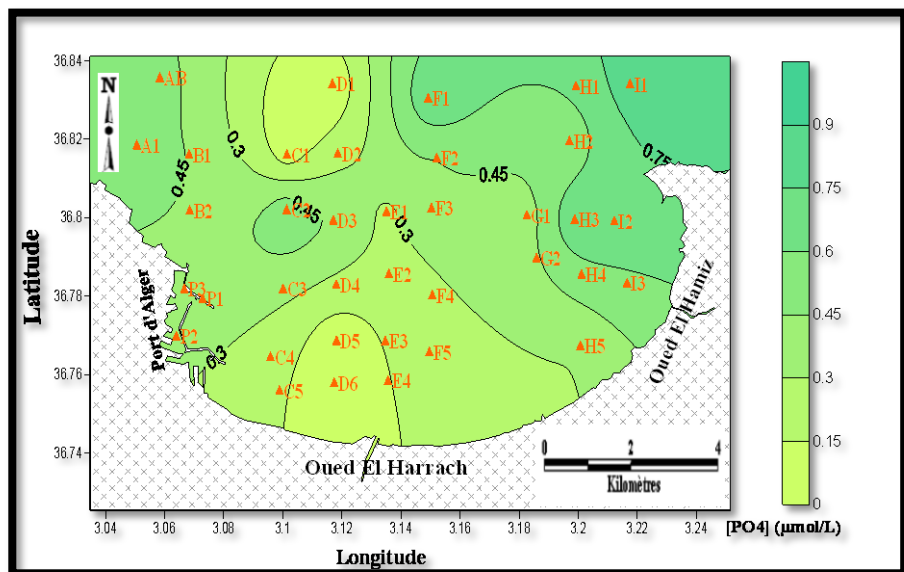 36.84
36.82
36.8
36.78
36.76
36.74
Latitude
N
AB
D1
F1
H1
I1
A1
B1
0.3
C1
D2
F2
H2
0.45
0.45
0.75
B2
C2
0.45
D3
E1
F3
G1
H3
I2
0.3
G2
P3
P1
C3
D4
E2
F4
H4
I3
Port d'Alger
P2
0.3
C4
D5
E3
F5
H5
Oued El Hamiz
C5
D6
E4
Oued El Harrach
0 2 4
Kilomètres
3.04 3.06 3.08 3.1 3.12 3.14 3.16 3.18 3.2 3.22 3.24
Longitude
0.9
0.75
0.6
0.45
0.3
0.15
0
[PO4] (µmol/L)